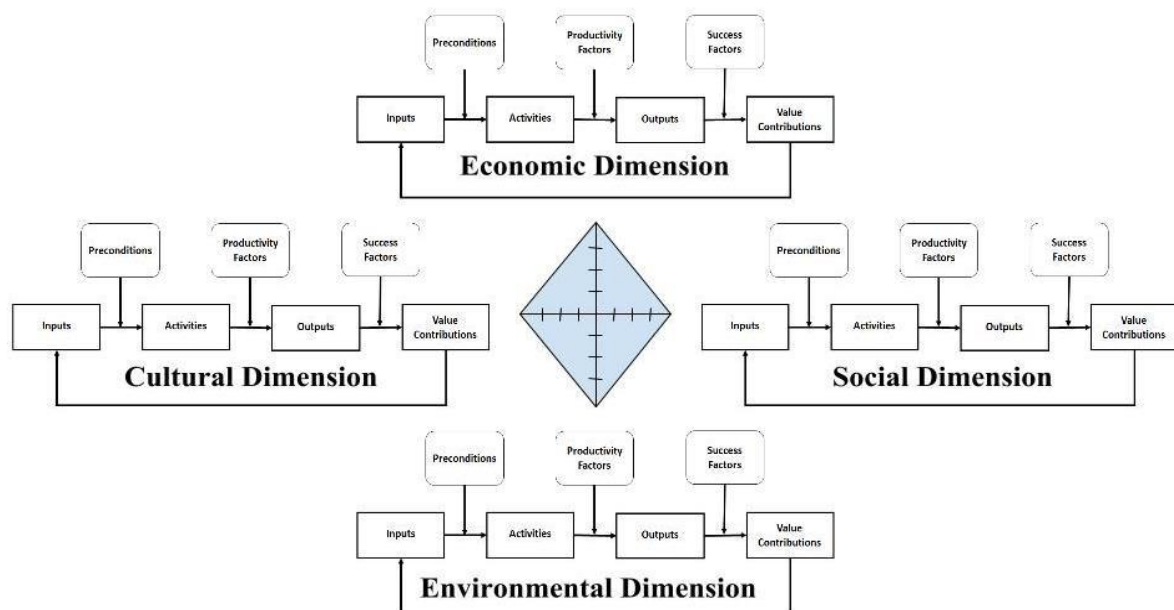 Preconditions
Productivity
Factors
Success
Factors
Inputs
Activities
Outputs
Value
Contributions
Economic Dimension
Preconditions
Productivity
Factors
Success
Factors
Inputs
Activities
Outputs
Value
Contributions
Cultural Dimension
Preconditions
Productivity
Factors
Success
Factors
Inputs
Activities
Outputs
Value
Contributions
Social Dimension
Preconditions
Productivity
Factors
Success
Factors
Inputs
Activities
Outputs
Value
Contributions
Environmental Dimension